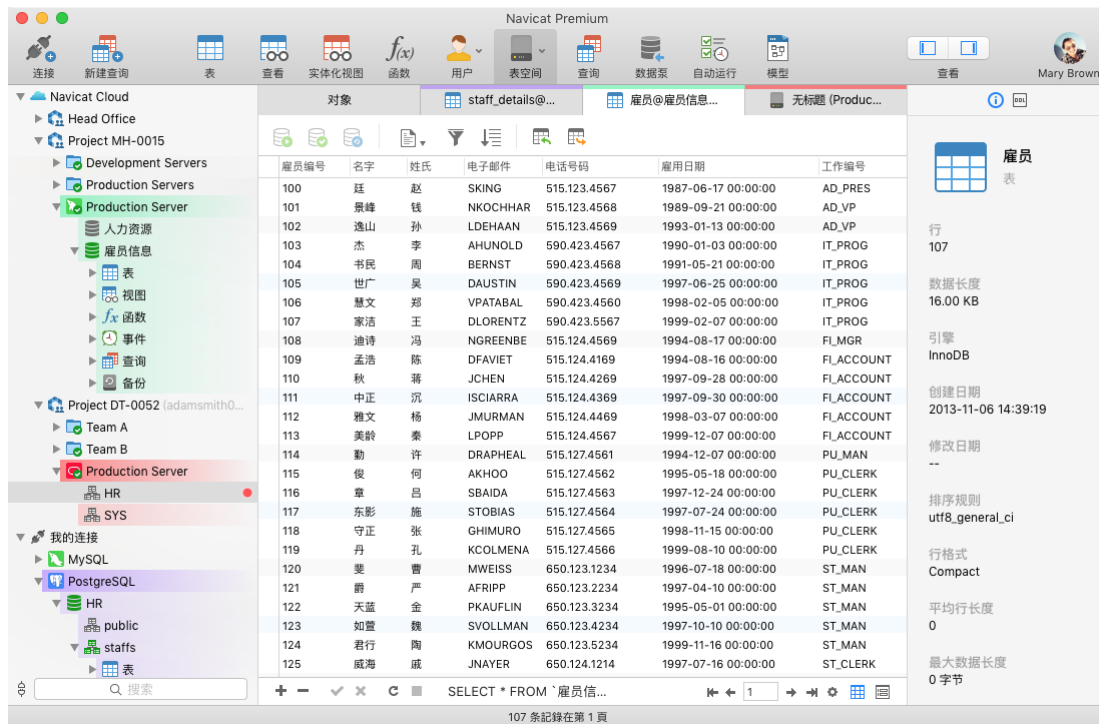 Navicat Premium
连接 新建查询 表 查看 实体化视图 函数 用户 表空间 查询 数据泵 自动运行 模型 查看 Mary Brown
Navicat Cloud
Head Office
Project MH-0015
Development Servers
Production Servers
Production Server
人力资源
雇员信息
表
视图
函数
事件
查询
备份
Project DT-0052 (adamsmith0...
Team A
Team B
Production Server
HR
SYS
我的连接
MySQL
PostgreSQL
HR
public
staffs
表
搜索
对象 staff_details@... 雇员@雇员信息... 无标题 (Produc...
雇员编号 名字 姓氏 电子邮件 电话号码 雇用日期 工作编号
100 廷 赵 SKING 515.123.4567 1987-06-17 00:00:00 AD_PRES
101 景峰 钱 NKOCHHAR 515.123.4568 1989-09-21 00:00:00 AD_VP
102 逸山 孙 LDEHAAN 515.123.4569 1993-01-13 00:00:00 AD_VP
103 杰 李 AHUNOLD 590.423.4567 1990-01-03 00:00:00 IT_PROG
104 书民 周 BERNST 590.423.4568 1991-05-21 00:00:00 IT_PROG
105 世广 吴 DAUSTIN 590.423.4569 1997-06-25 00:00:00 IT_PROG
106 慧文 郑 VPATABAL 590.423.4560 1998-02-05 00:00:00 IT_PROG
107 家洁 王 DLORENTZ 590.423.5567 1999-02-07 00:00:00 IT_PROG
108 迪诗 冯 NGREENBE 515.124.4569 1994-08-17 00:00:00 FI_MGR
109 孟浩 陈 DFAVIET 515.124.4169 1994-08-16 00:00:00 FI_ACCOUNT
110 秋 蒋 JCHEN 515.124.4269 1997-09-28 00:00:00 FI_ACCOUNT
111 中正 沉 ISCIARRA 515.124.4369 1997-09-30 00:00:00 FI_ACCOUNT
112 雅文 杨 JMURMAN 515.124.4469 1998-03-07 00:00:00 FI_ACCOUNT
113 美龄 秦 LPOPP 515.124.4567 1999-12-07 00:00:00 FI_ACCOUNT
114 勤 许 DRAPHEAL 515.127.4561 1994-12-07 00:00:00 PU_MAN
115 俊 何 AKHOO 515.127.4562 1995-05-18 00:00:00 PU_CLERK
116 章 吕 SBAIDA 515.127.4563 1997-12-24 00:00:00 PU_CLERK
117 东影 施 STOBIAS 515.127.4564 1997-07-24 00:00:00 PU_CLERK
118 守正 张 GHIMURO 515.127.4565 1998-11-15 00:00:00 PU_CLERK
119 丹 孔 KCOLMENA 515.127.4566 1999-08-10 00:00:00 PU_CLERK
120 斐 曹 MWEISS 650.123.1234 1996-07-18 00:00:00 ST_MAN
121 爵 严 AFRIPP 650.123.2234 1997-04-10 00:00:00 ST_MAN
122 天蓝 金 PKAUFLIN 650.123.3234 1995-05-01 00:00:00 ST_MAN
123 如萱 魏 SVOLLMAN 650.123.4234 1997-10-10 00:00:00 ST_MAN
124 君行 陶 KMOURGOS 650.123.5234 1999-11-16 00:00:00 ST_MAN
125 威海 戚 JNAYER 650.124.1214 1997-07-16 00:00:00 ST_CLERK
SELECT * FROM `雇员信... 1
107 条記錄在第 1 頁
DDL
雇员
表
行
107
数据长度
16.00 KB
引擎
InnoDB
创建日期
2013-11-06 14:39:19
修改日期
--
排序规则
utf8_general_ci
行格式
Compact
平均行长度
0
最大数据长度
0 字节